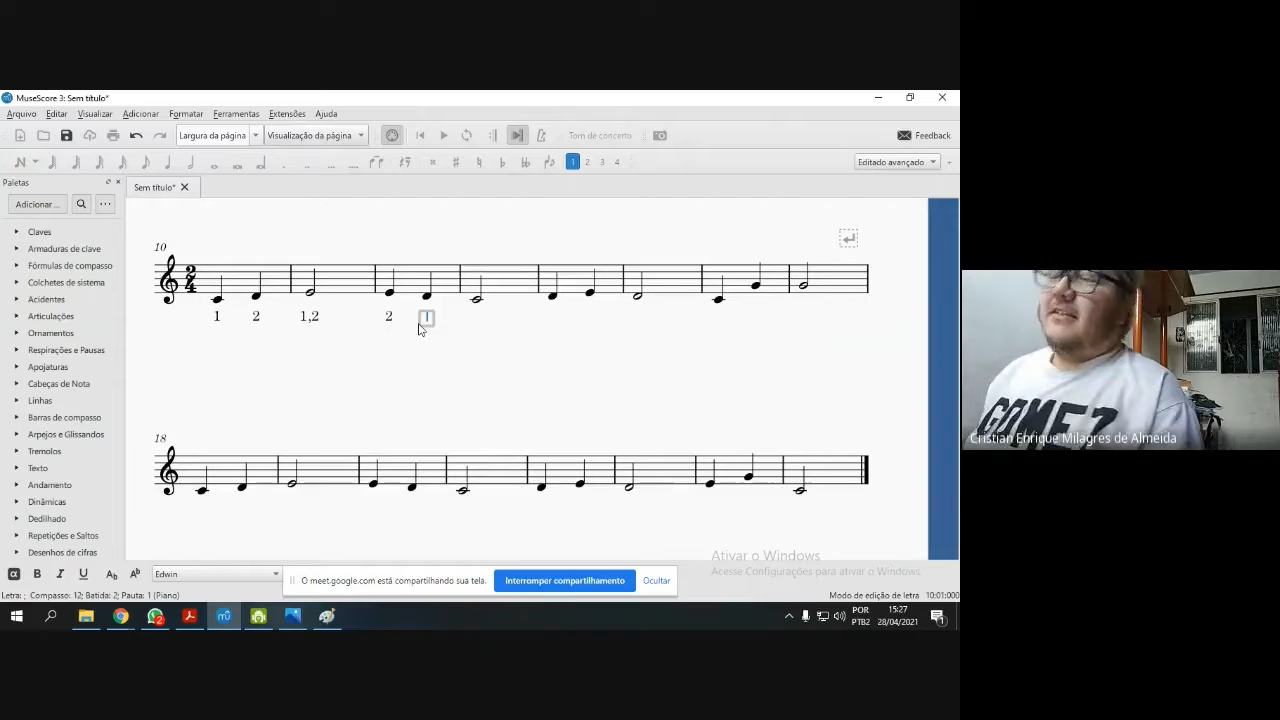 MuseScore 3: Sem título*
Arquivo Editar Visualizar Adicionar Formatar Ferramentas Extensões Ajuda
Largura da página Visualização da página Tom de concerto Feedback
1 2 3 4 Editado avançado
Paletas
Sem título*
Adicionar ...
Claves
Armaduras de clave
Fórmulas de compasso
Colchetes de sistema
Acidentes
Articulações
Ornamentos
Respirações e Pausas
Apojaturas
Cabeças de Nota
Linhas
Barras de compasso
Arpejos e Glissandos
Tremolos
Texto
Andamento
Dinâmicas
Dedilhado
Repetições e Saltos
Desenhos de cifras
10
2
4
1 2 1,2 2
18
GOMEZ
Cristian Enrique Milagres de Almeida
Ativar o Windows
Acesse Configurações para ativar o Windows.
Edwin
O meet.google.com está compartilhando sua tela. Interromper compartilhamento Ocultar
Letra: ; Compasso: 12; Batida: 2; Pauta: 1 (Piano) Modo de edição de letra 10:01:000
POR 15:27
PTB2 28/04/2021